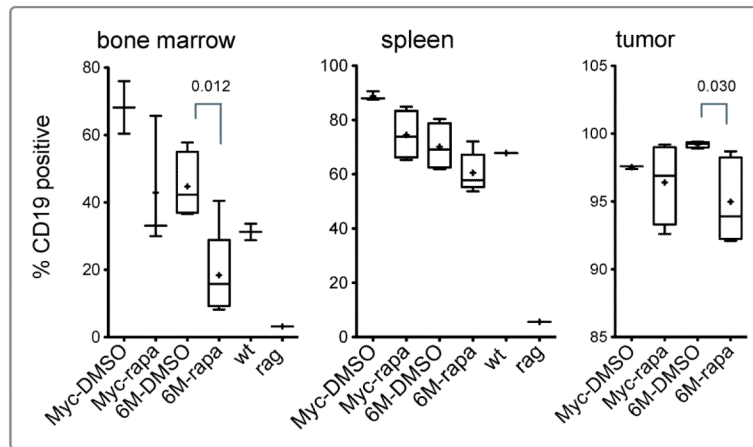 bone marrow
spleen
tumor
% CD19 positive
80
60
40
20
0
0.012
Myc-DMSO
Myc-rapa
6M-DMSO
6M-rapa
wt
rag
100
80
60
40
20
0
Myc-DMSO
Myc-rapa
6M-DMSO
6M-rapa
wt
rag
105
100
95
90
85
0.030
Myc-DMSO
Myc-rapa
6M-DMSO
6M-rapa